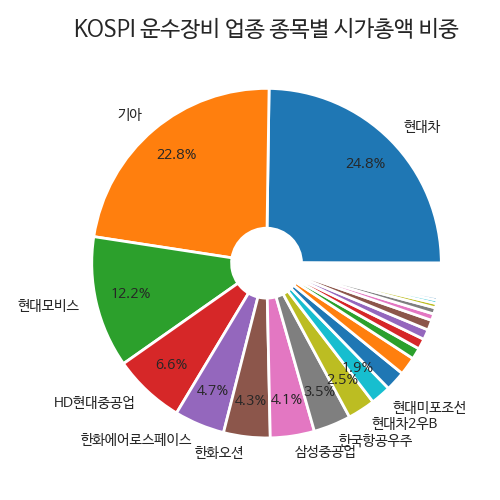 KOSPI 운수장비 업종 종목별 시가총액 비중
현대차
24.8%
기아
22.8%
현대모비스
12.2%
HD현대중공업
6.6%
한화에어로스페이스
4.7%
한화오션
4.3%
삼성중공업
4.1%
한국항공우주
3.5%
현대차2우B
2.5%
현대미포조선
1.9%